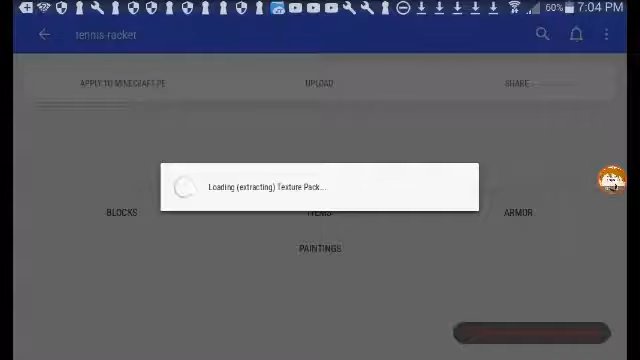 60% 7:04 PM
tennis-racket
APPLY TO MINECRAFT PE UPLOAD SHARE
Loading (extracting) Texture Pack...
BLOCKS ITEMS ARMOR
PAINTINGS